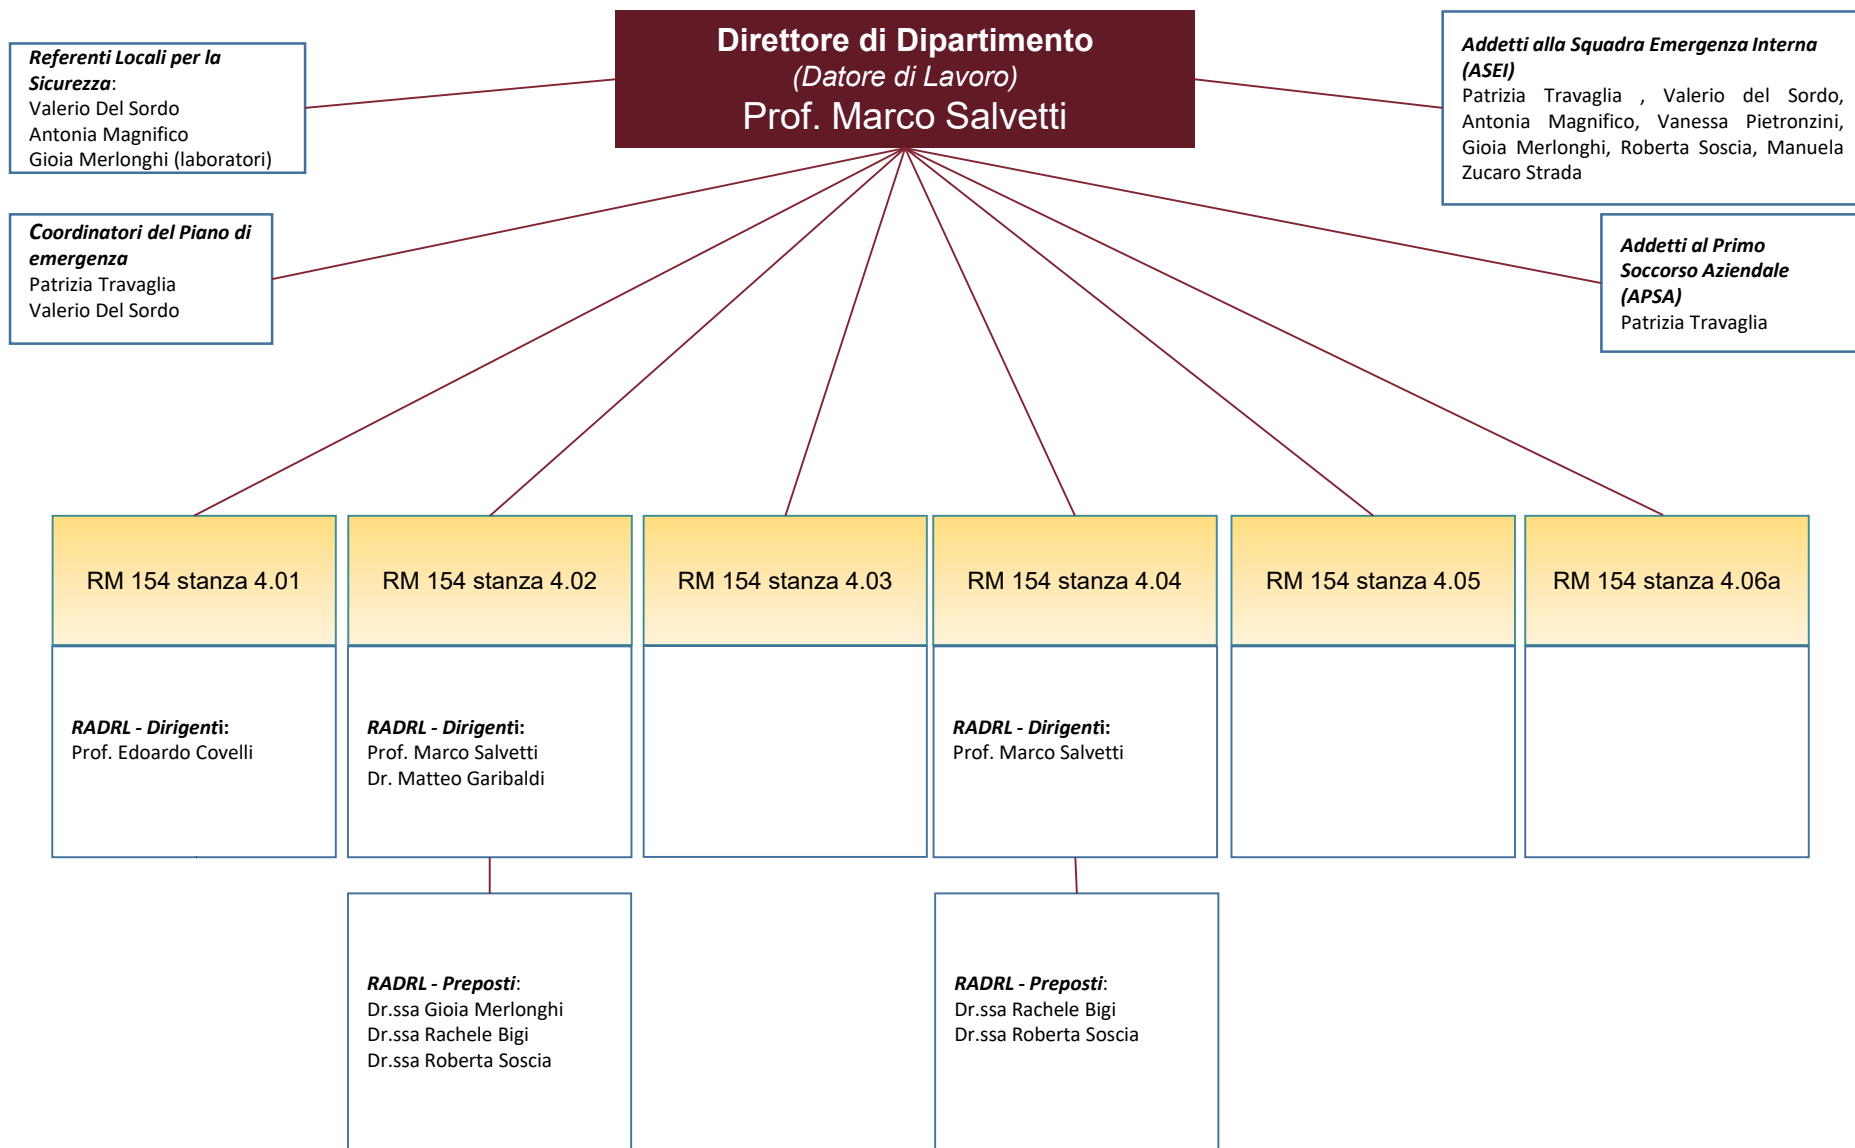 Direttore di Dipartimento
(Datore di Lavoro)
Prof. Marco Salvetti
Referenti Locali per la
Sicurezza:
Valerio Del Sordo
Antonia Magnifico
Gioia Merlonghi (laboratori)
Addetti alla Squadra Emergenza Interna
(ASEI)
Patrizia Travaglia , Valerio del Sordo,
Antonia Magnifico, Vanessa Pietronzini,
Gioia Merlonghi, Roberta Soscia, Manuela
Zucaro Strada
Coordinatori del Piano di
emergenza
Patrizia Travaglia
Valerio Del Sordo
Addetti al Primo
Soccorso Aziendale
(APSA)
Patrizia Travaglia
RM 154 stanza 4.01
RM 154 stanza 4.02
RM 154 stanza 4.03
RM 154 stanza 4.04
RM 154 stanza 4.05
RM 154 stanza 4.06a
RADRL - Dirigenti:
Prof. Edoardo Covelli
RADRL - Dirigenti:
Prof. Marco Salvetti
Dr. Matteo Garibaldi
RADRL - Dirigenti:
Prof. Marco Salvetti
RADRL - Preposti:
Dr.ssa Gioia Merlonghi
Dr.ssa Rachele Bigi
Dr.ssa Roberta Soscia
RADRL - Preposti:
Dr.ssa Rachele Bigi
Dr.ssa Roberta Soscia